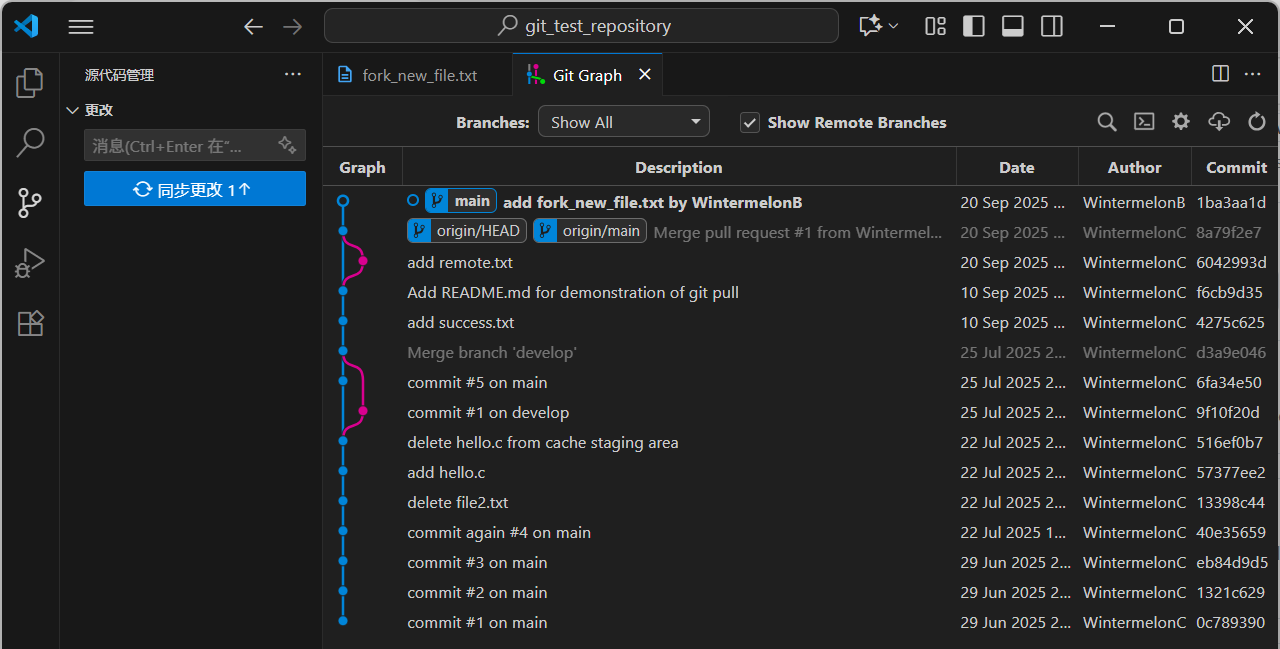 git_test_repository
源代码管理
更改
消息(Ctrl+Enter 在“...
同步更改 1↑
fork_new_file.txt
Git Graph
Branches: Show All Show Remote Branches
Graph Description Date Author Commit
main add fork_new_file.txt by WintermelonB 20 Sep 2025 ... WintermelonB 1ba3aa1d
origin/HEAD origin/main Merge pull request #1 from Wintermel... 20 Sep 2025 ... WintermelonC 8a79f2e7
add remote.txt 20 Sep 2025 ... WintermelonC 6042993d
Add README.md for demonstration of git pull 10 Sep 2025 ... WintermelonC f6cb9d35
add success.txt 10 Sep 2025 ... WintermelonC 4275c625
Merge branch 'develop' 25 Jul 2025 2... WintermelonC d3a9e046
commit #5 on main 25 Jul 2025 2... WintermelonC 6fa34e50
commit #1 on develop 25 Jul 2025 2... WintermelonC 9f10f20d
delete hello.c from cache staging area 22 Jul 2025 2... WintermelonC 516ef0b7
add hello.c 22 Jul 2025 2... WintermelonC 57377ee2
delete file2.txt 22 Jul 2025 2... WintermelonC 13398c44
commit again #4 on main 22 Jul 2025 1... WintermelonC 40e35659
commit #3 on main 29 Jun 2025 2... WintermelonC eb84d9d5
commit #2 on main 29 Jun 2025 2... WintermelonC 1321c629
commit #1 on main 29 Jun 2025 2... WintermelonC 0c789390